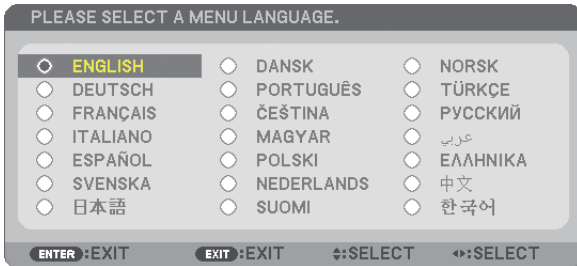 PLEASE SELECT A MENU LANGUAGE.
ENGLISH DANSK NORSK
DEUTSCH PORTUGUÊS TÜRKÇE
FRANÇAIS ČEŠTINA РУССКИЙ
ITALIANO MAGYAR عربي
ESPAÑOL POLSKI ΕΛΛΗΝΙΚΑ
SVENSKA NEDERLANDS 中文
日本語 SUOMI 한국어
ENTER :EXIT EXIT :EXIT :SELECT :SELECT